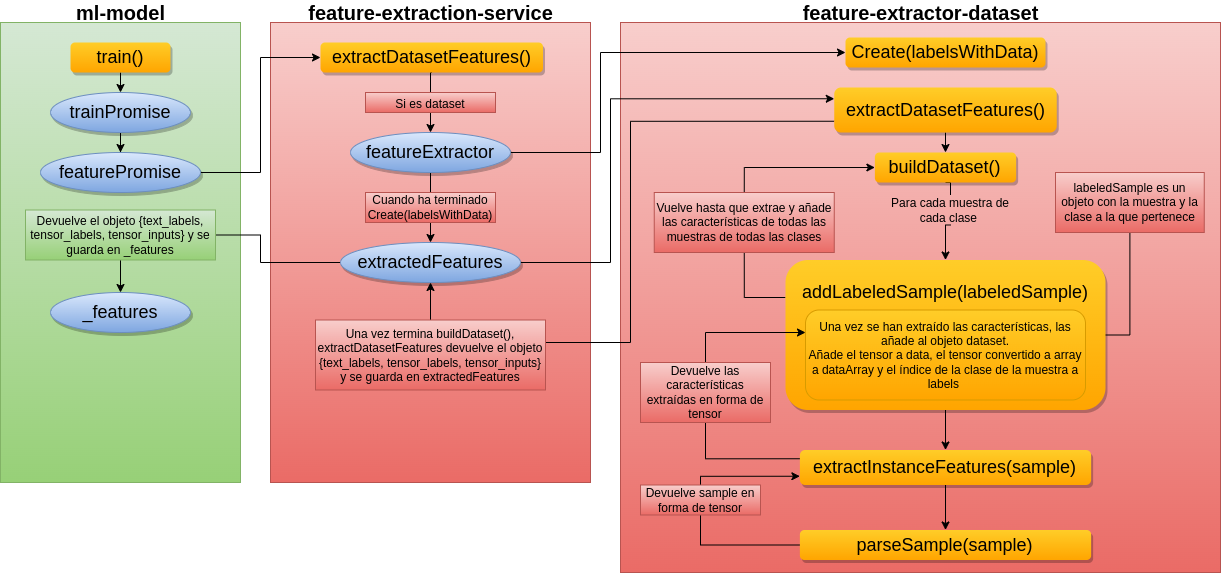 ml-model
train()
trainPromise
featurePromise
Devuelve el objeto {text_labels,
tensor_labels, tensor_inputs} y se
guarda en _features
_features
feature-extraction-service
extractDatasetFeatures()
Si es dataset
featureExtractor
Cuando ha terminado
Create(labelsWithData)
extractedFeatures
Una vez termina buildDataset(),
extractDatasetFeatures devuelve el objeto
{text_labels, tensor_labels, tensor_inputs}
y se guarda en extractedFeatures
feature-extractor-dataset
Create(labelsWithData)
extractDatasetFeatures()
buildDataset()
Para cada muestra de
cada clase
labeledSample es un
objeto con la muestra y la
clase a la que pertenece
Vuelve hasta que extrae y añade
las características de todas las
muestras de todas las clases
addLabeledSample(labeledSample)
Una vez se han extraído las características, las
añade al objeto dataset.
Añade el tensor a data, el tensor convertido a array
a dataArray y el índice de la clase de la muestra a
labels
Devuelve las
características
extraídas en forma de
tensor
extractInstanceFeatures(sample)
Devuelve sample en
forma de tensor
parseSample(sample)